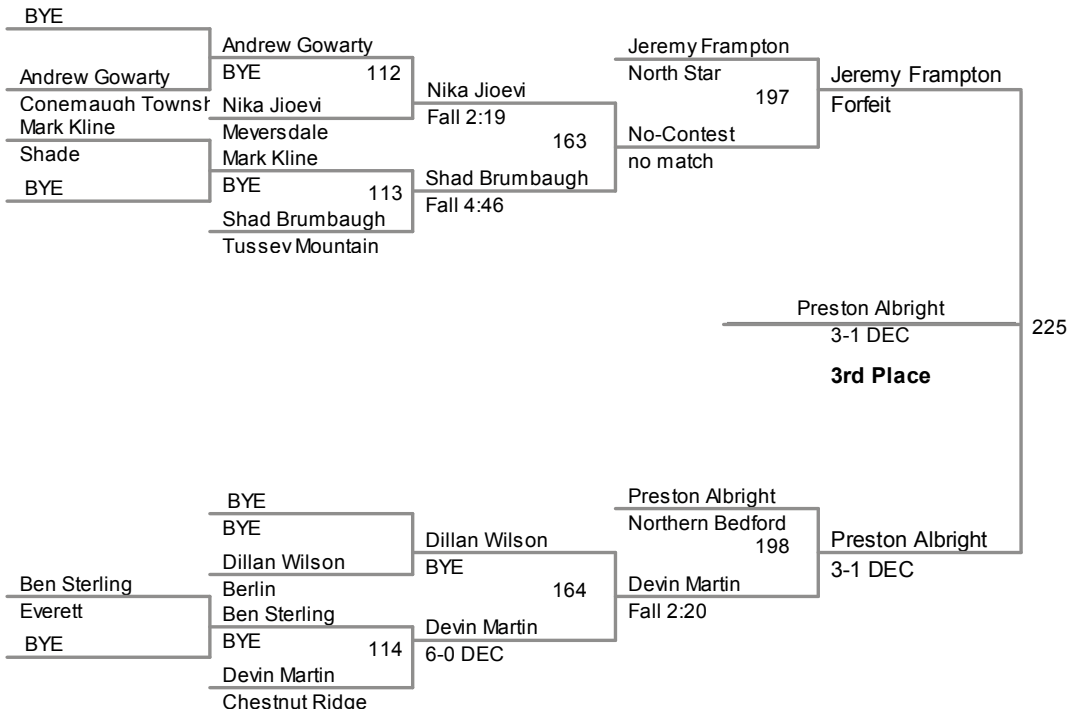 BYE
Andrew Gowarty
Conemaugh Townsh
Mark Kline
Shade
BYE
Andrew Gowarty
BYE
112
Nika Jioevi
Meyersdale
Mark Kline
BYE
113
Shad Brumbaugh
Tussey Mountain
Nika Jioevi
Fall 2:19
163
Shad Brumbaugh
Fall 4:46
Jeremy Frampton
North Star
197
No-Contest
no match
Jeremy Frampton
Forfeit
Preston Albright
3-1 DEC
3rd Place
225
Ben Sterling
Everett
BYE
BYE
BYE
Dillan Wilson
Berlin
Ben Sterling
BYE
114
Devin Martin
Chestnut Ridge
Dillan Wilson
BYE
164
Devin Martin
6-0 DEC
Preston Albright
Northern Bedford
198
Devin Martin
Fall 2:20
Preston Albright
3-1 DEC